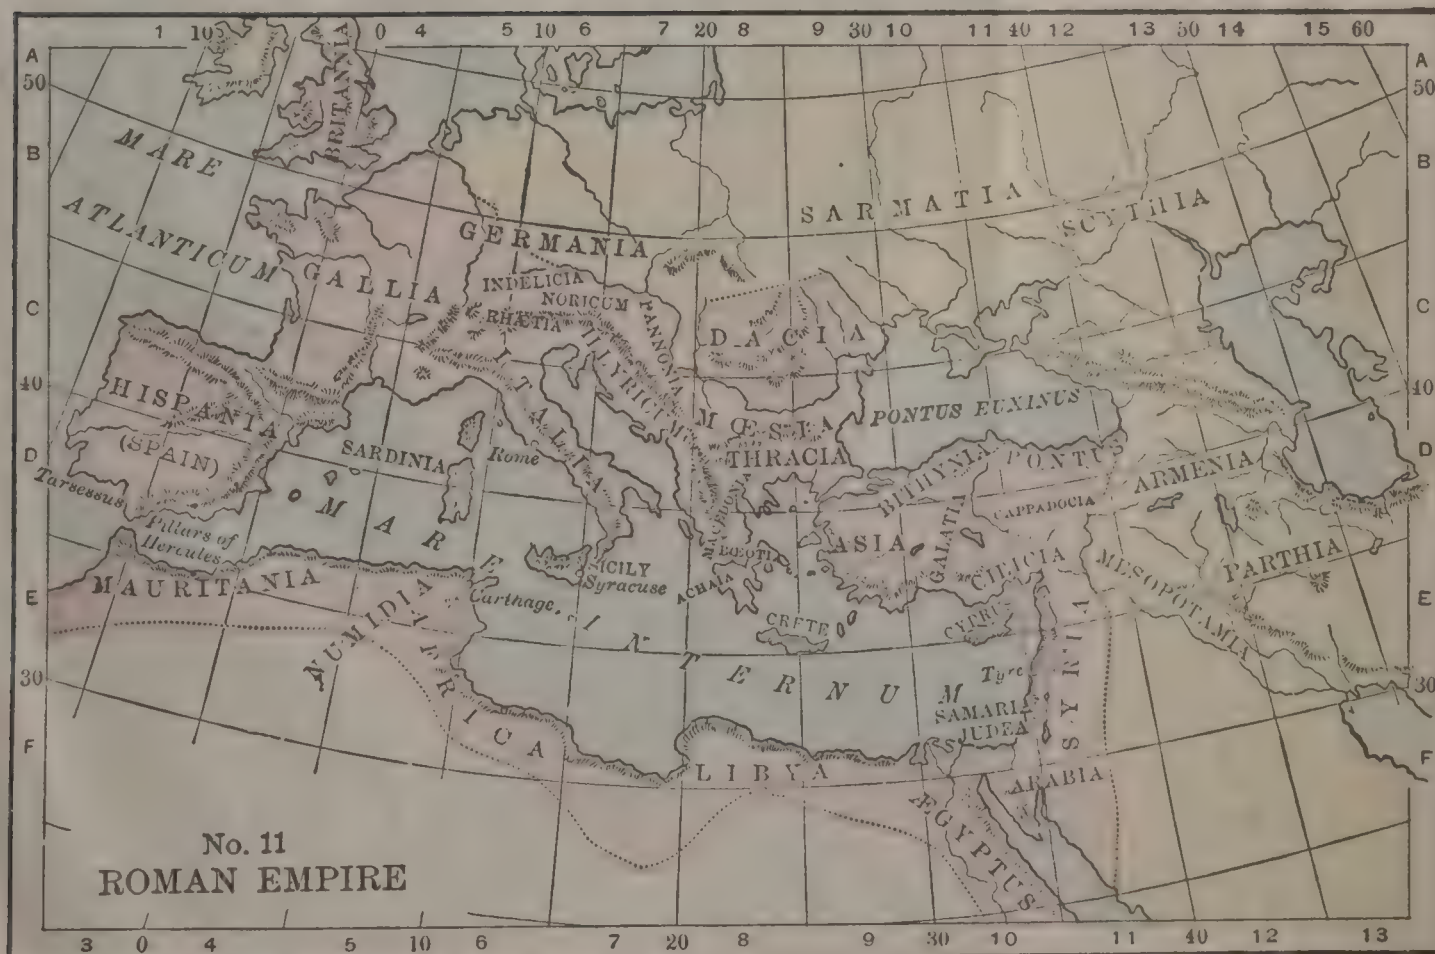 1 10 0 4 5 10 6 7 20 8 9 30 10 11 40 12 13 50 14 15 60
A A
50 50
BRITANNIA
B B
MARE
ATLANTICUM
SARMATIA
SCYTHIA
GERMANIA
GALLIA
INDELICIA
NORICUM
RHÆTIA
PANNONIA
C C
DACIA
ILLYRICUM
ITALIA
40 40
HISPANIA
(SPAIN)
MŒSIA
PONTUS EUXINUS
THRACIA
SARDINIA
Rome
D D
Tarsessus
Pillars of
Hercules
MACEDONIA
BITHYNIA
PONTUS
ARMENIA
CAPPADOCIA
GALATIA
ASIA
BŒOTIA
ACHAIA
CILICIA
MESOPOTAMIA
PARTHIA
SICILY
Syracuse
Carthage.
MAURITANIA
E E
NUMIDIA
AFRICA
CRETE
CYPRUS
SYRIA
MARE INTERNUM
30 30
Tyre
SAMARIA
JUDEA
F F
LIBYA
ARABIA
ÆGYPTUS
No. 11
ROMAN EMPIRE
3 0 4 5 10 6 7 20 8 9 30 10 11 40 12 13